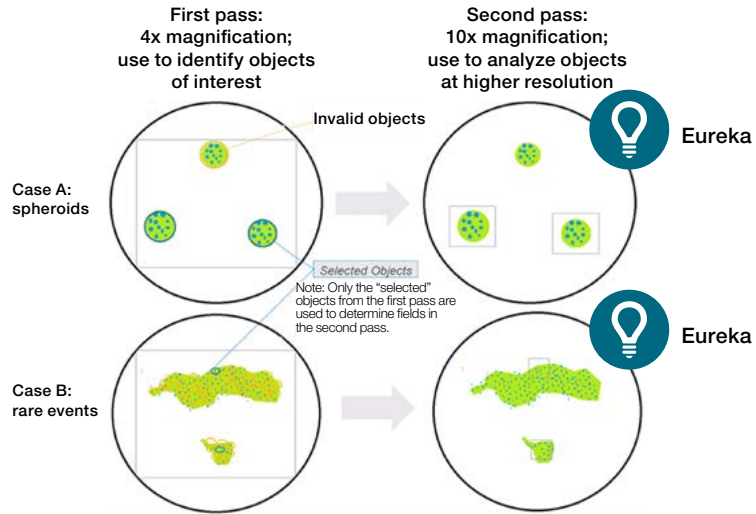 First pass:
4x magnification;
use to identify objects
of interest
Second pass:
10x magnification;
use to analyze objects
at higher resolution
Invalid objects
Eureka
Case A:
spheroids
Selected Objects
Note: Only the “selected”
objects from the first pass are
used to determine fields in
the second pass.
Eureka
Case B:
rare events